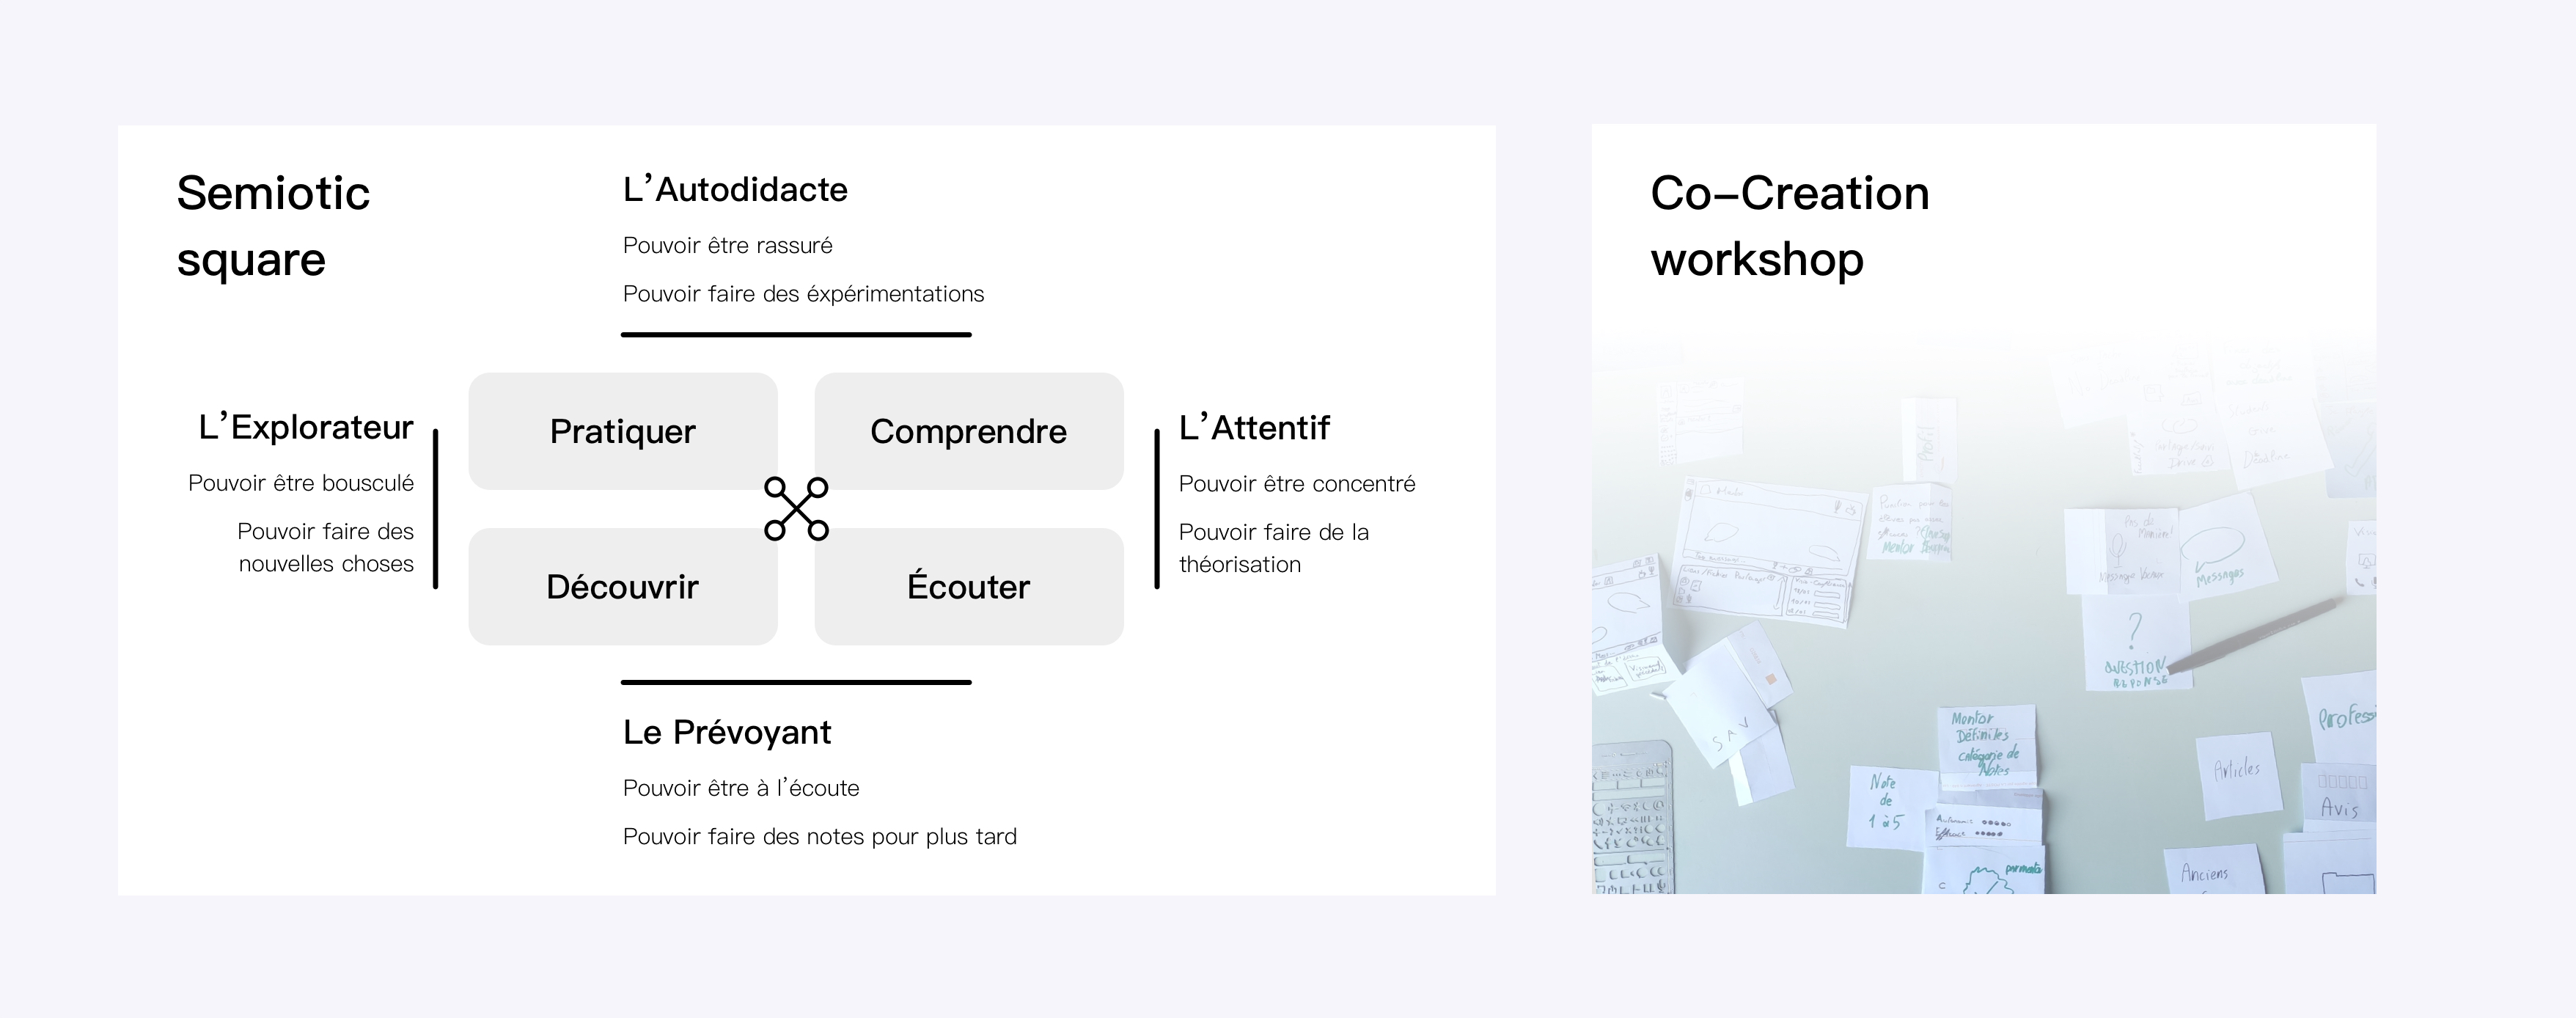 Semiotic
square
L'Autodidacte
Pouvoir être rassuré
Pouvoir faire des éxpérimentations
L'Explorateur
Pouvoir être bousculé
Pouvoir faire des
nouvelles choses
Pratiquer
Comprendre
Découvrir
Écouter
L'Attentif
Pouvoir être concentré
Pouvoir faire de la
théorisation
Le Prévoyant
Pouvoir être à l'écoute
Pouvoir faire des notes pour plus tard
Co-Creation
workshop
Profil
Messages
?
QUESTION
REPONSE
SAV
Mentor
Définit les
catégorie de
Notes
Note
de
1 à 5
Articles
Avis
Anciens